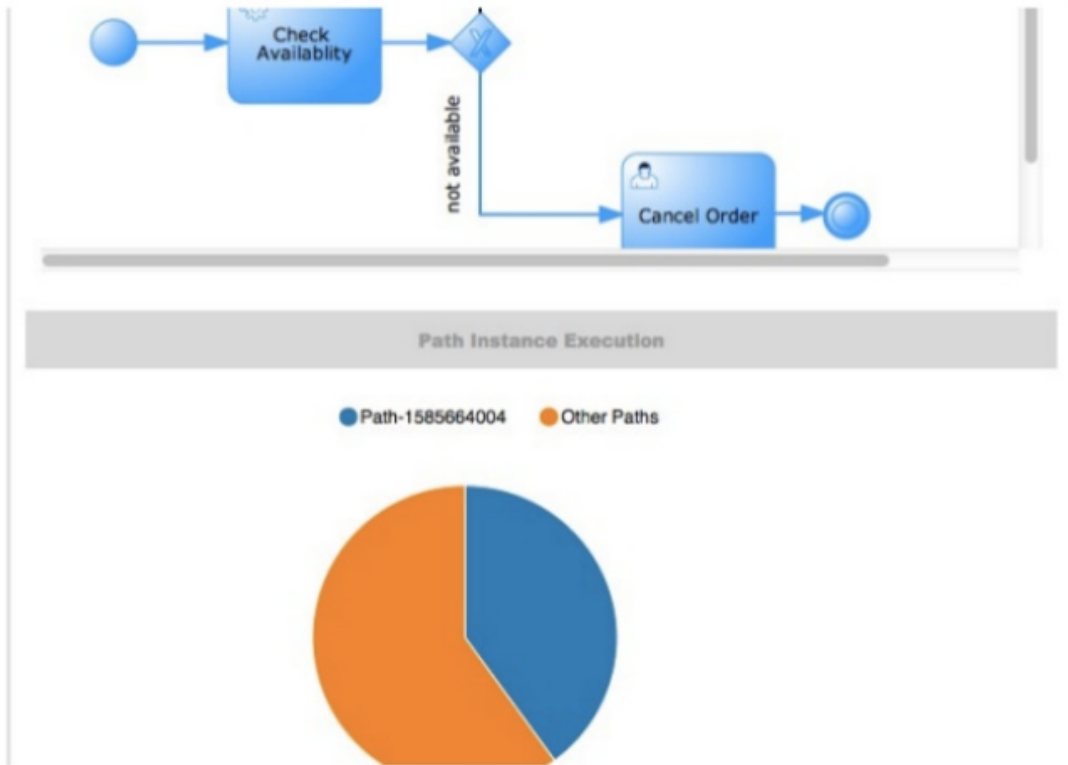 Check
Availablity
not available
Cancel Order
Path Instance Execution
Path-1585664004
Other Paths